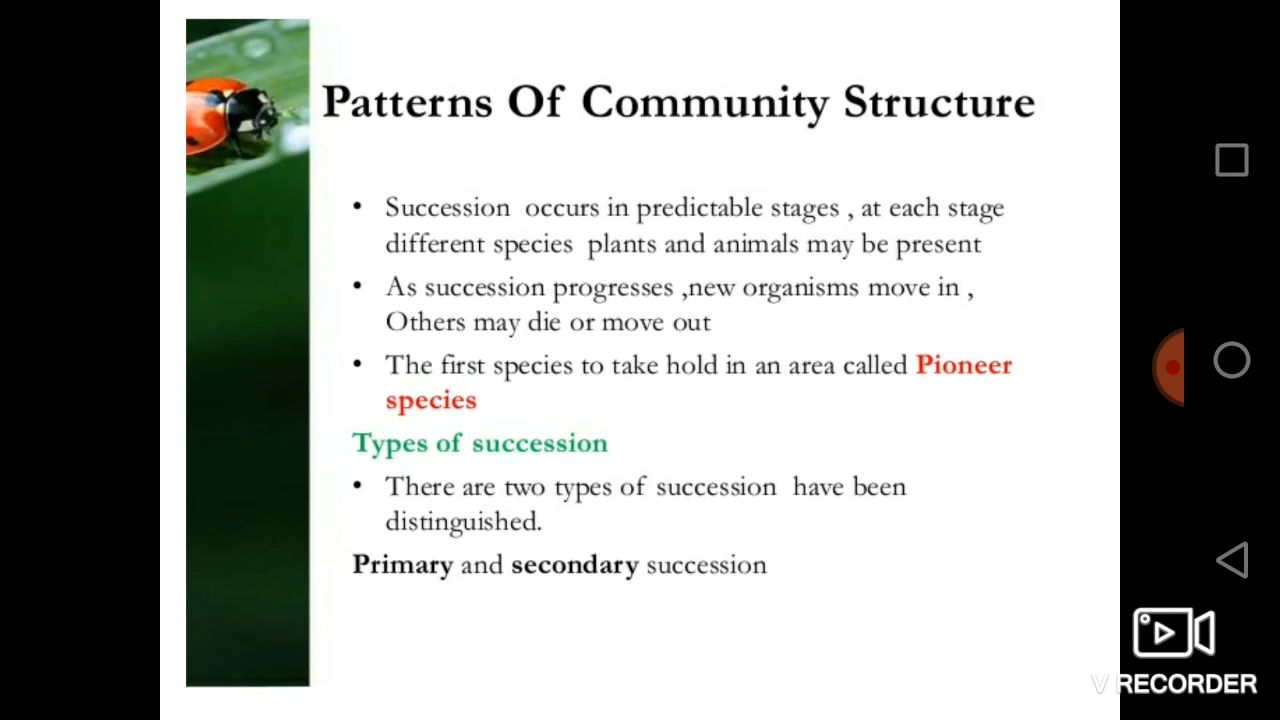 Patterns Of Community Structure
• Succession occurs in predictable stages , at each stage
different species plants and animals may be present
• As succession progresses ,new organisms move in ,
Others may die or move out
• The first species to take hold in an area called Pioneer
species
Types of succession
• There are two types of succession have been
distinguished.
Primary and secondary succession
V RECORDER